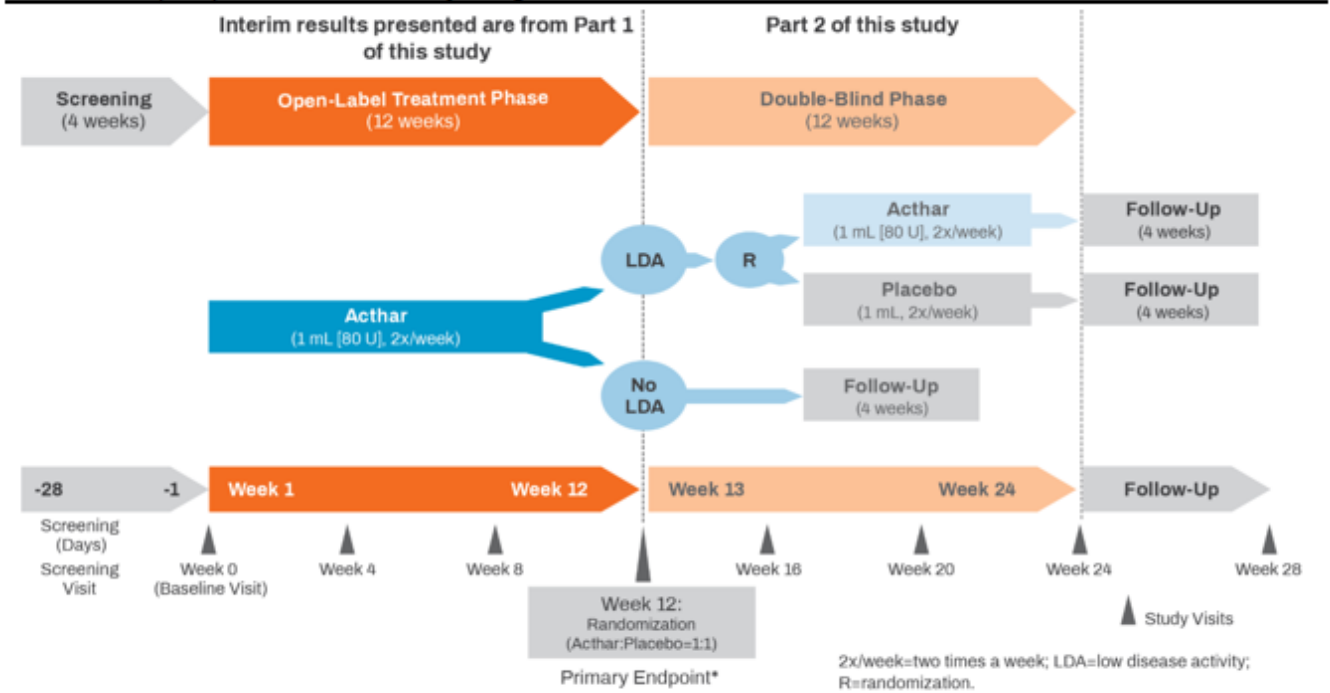 Interim results presented are from Part 1
of this study
Part 2 of this study
Screening
(4 weeks)
Open-Label Treatment Phase
(12 weeks)
Double-Blind Phase
(12 weeks)
Acthar
(1 mL [80 U], 2x/week)
Follow-Up
(4 weeks)
LDA
R
Placebo
(1 mL, 2x/week)
Follow-Up
(4 weeks)
Acthar
(1 mL [80 U], 2x/week)
No
LDA
Follow-Up
(4 weeks)
-28
-1
Week 1
Week 12
Week 13
Week 24
Follow-Up
Screening
(Days)
Screening
Visit
Week 0
(Baseline Visit)
Week 4
Week 8
Week 16
Week 20
Week 24
Week 28
Week 12:
Randomization
(Acthar:Placebo=1:1)
Primary Endpoint*
Study Visits
2x/week=two times a week; LDA=low disease activity;
R=randomization.